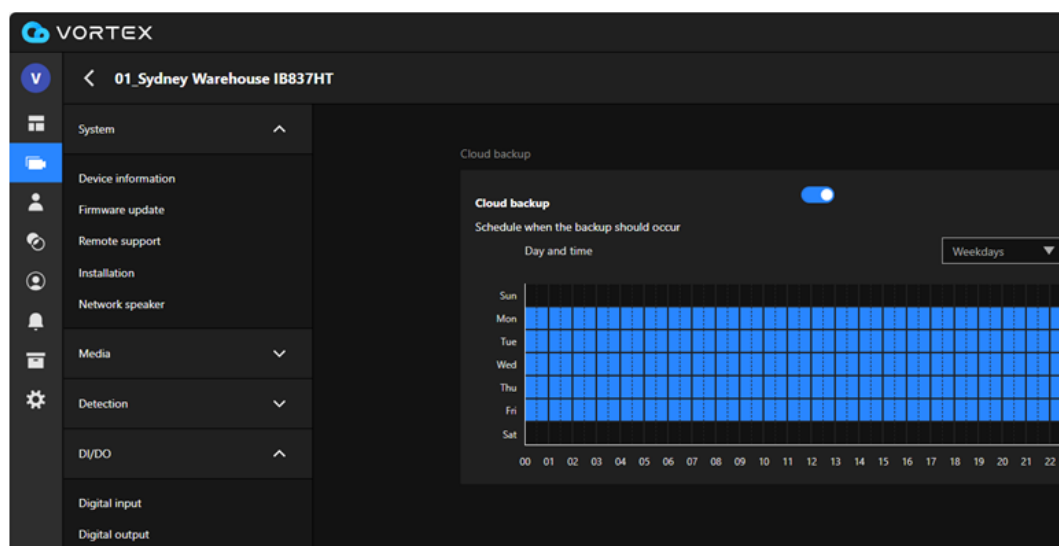 VORTEX
V
01_Sydney Warehouse IB837HT
System
Device information
Firmware update
Remote support
Installation
Network speaker
Media
Detection
DI/DO
Digital input
Digital output
Cloud backup
Cloud backup
Schedule when the backup should occur
Day and time
Weekdays
Sun
Mon
Tue
Wed
Thu
Fri
Sat
00 01 02 03 04 05 06 07 08 09 10 11 12 13 14 15 16 17 18 19 20 21 22